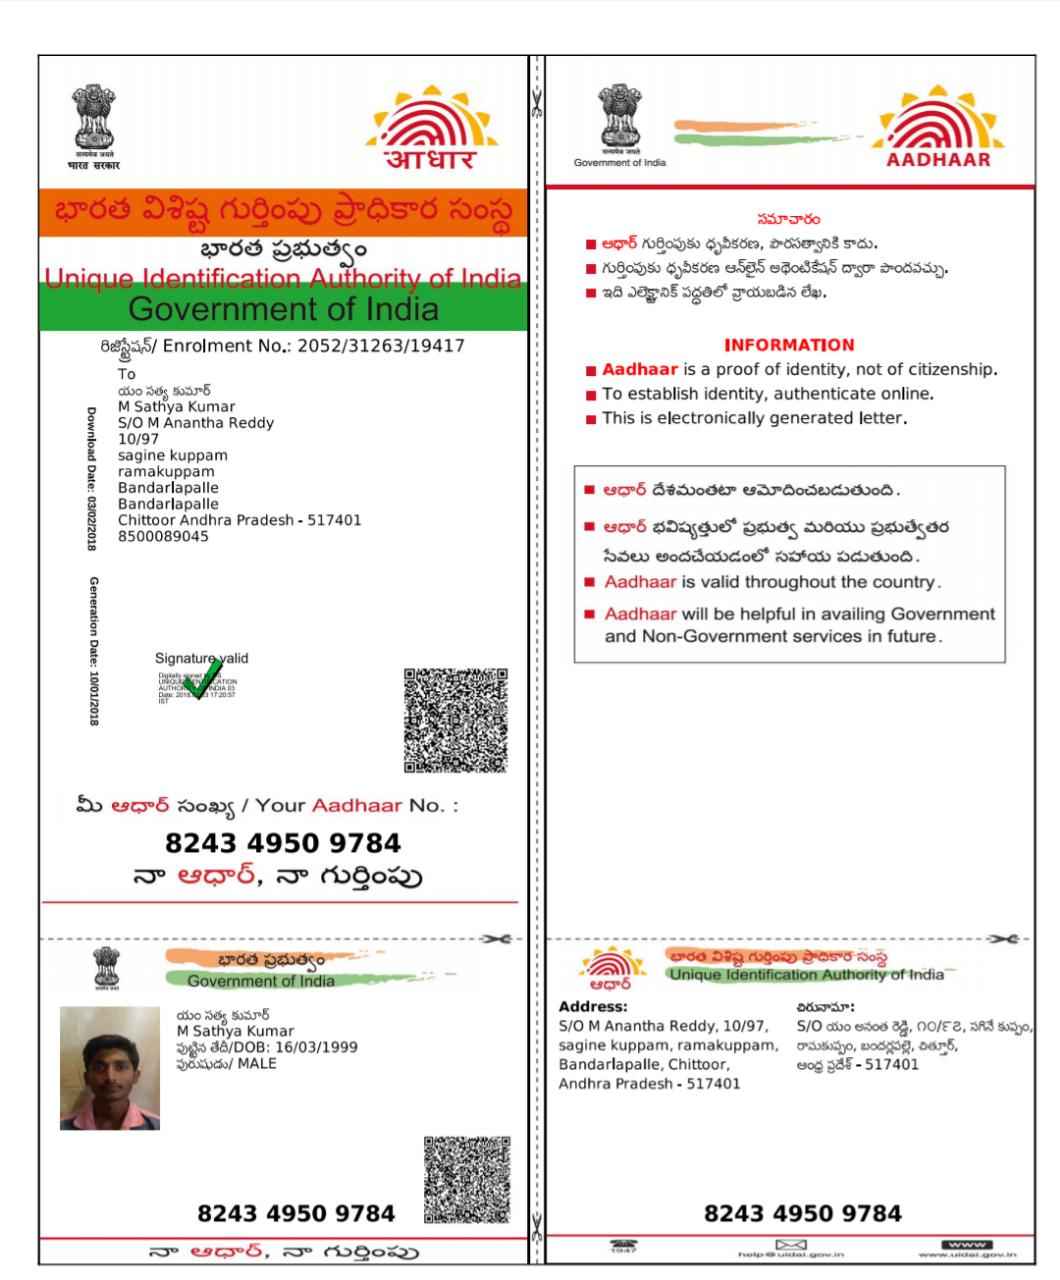 सत्यमेव जयते
भारत सरकार
आधार
భారత విశిష్ట గుర్తింపు ప్రాధికార సంస్థ
భారత ప్రభుత్వం
Unique Identification Authority of India
Government of India
రిజిస్ట్రేషన్/ Enrolment No.: 2052/31263/19417
To
యం సత్య కుమార్
M Sathya Kumar
S/O M Anantha Reddy
10/97
sagine kuppam
ramakuppam
Bandarlapalle
Bandarlapalle
Chittoor Andhra Pradesh - 517401
8500089045
Download Date: 03/02/2018
Generation Date: 10/01/2018
Signature valid
Digitally signed by DS
UNIQUE IDENTIFICATION
AUTHORITY OF INDIA 03
17:20:57
IST
మీ ఆధార్ సంఖ్య / Your Aadhaar No. :
8243 4950 9784
నా ఆధార్, నా గుర్తింపు
భారత ప్రభుత్వం
Government of India
యం సత్య కుమార్
M Sathya Kumar
పుట్టిన తేదీ/DOB: 16/03/1999
పురుషుడు/ MALE
8243 4950 9784
నా ఆధార్, నా గుర్తింపు
सत्यमेव जयते
Government of India
AADHAAR
సమాచారం
ఆధార్ గుర్తింపుకు ధృవీకరణ, పౌరసత్వానికి కాదు.
గుర్తింపుకు ధృవీకరణ ఆన్‌లైన్ అథెంటికేషన్ ద్వారా పొందవచ్చు.
ఇది ఎలెక్ట్రానిక్ పద్ధతిలో వ్రాయబడిన లేఖ.
INFORMATION
Aadhaar is a proof of identity, not of citizenship.
To establish identity, authenticate online.
This is electronically generated letter.
ఆధార్ దేశమంతటా ఆమోదించబడుతుంది.
ఆధార్ భవిష్యత్తులో ప్రభుత్వ మరియు ప్రభుత్వేతర
సేవలు అందచేయడంలో సహాయ పడుతుంది.
Aadhaar is valid throughout the country.
Aadhaar will be helpful in availing Government
and Non-Government services in future.
ఆధార్
భారత విశిష్ట గుర్తింపు ప్రాధికార సంస్థ
Unique Identification Authority of India
Address:
S/O M Anantha Reddy, 10/97,
sagine kuppam, ramakuppam,
Bandarlapalle, Chittoor,
Andhra Pradesh - 517401
చిరునామా:
S/O యం అనంత రెడ్డి, ౧౦/౯౭, సగినే కుప్పం,
రామకుప్పం, బందర్లపల్లె, చిత్తూర్,
ఆంధ్ర ప్రదేశ్ - 517401
8243 4950 9784
1947
help@uidai.gov.in
www
www.uidai.gov.in